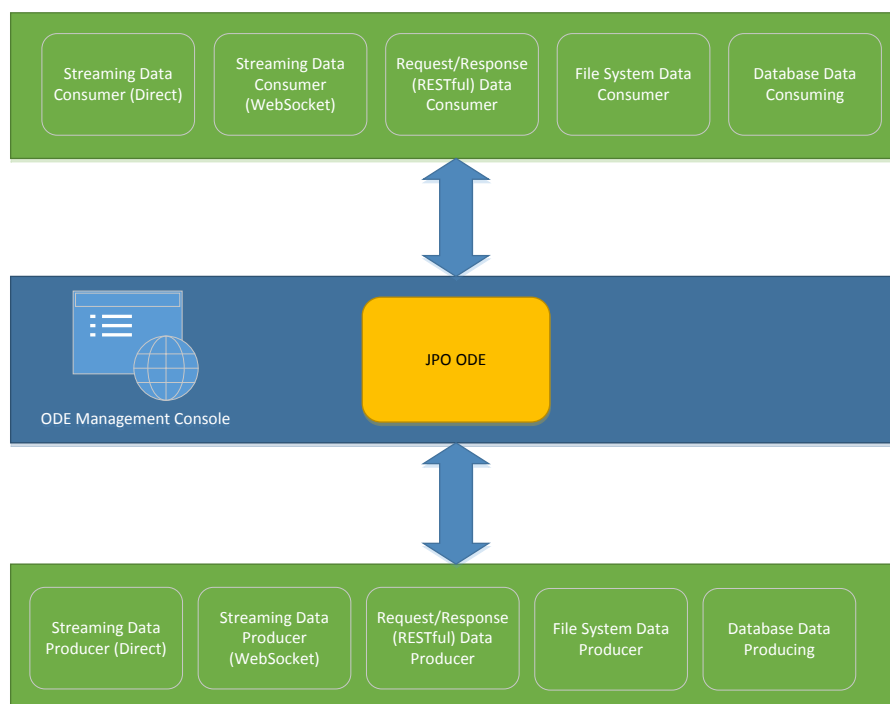 Streaming Data
Consumer (Direct)
Streaming Data
Consumer
(WebSocket)
Request/Response
(RESTful) Data
Consumer
File System Data
Consumer
Database Data
Consuming
JPO ODE
ODE Management Console
Streaming Data
Producer (Direct)
Streaming Data
Producer
(WebSocket)
Request/Response
(RESTful) Data
Producer
File System Data
Producer
Database Data
Producing